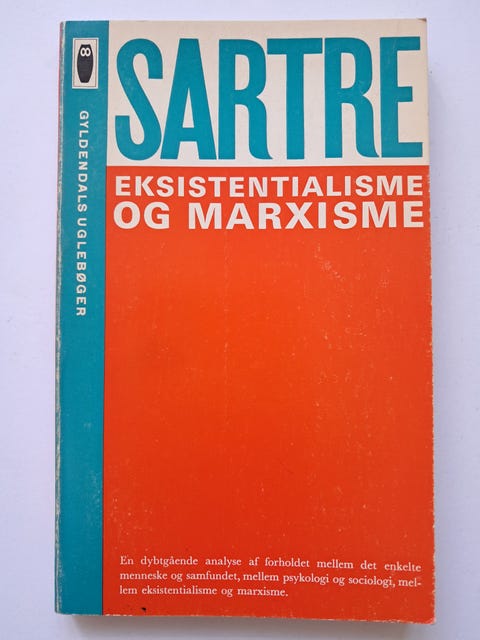 SARTRE
EKSISTENTIALISME
OG MARXISME
GYLDENDALS UGLEBØGER
En dybtgående analyse af forholdet mellem det enkelte
menneske og samfundet, mellem psykologi og sociologi, mel-
lem eksistentialisme og marxisme.